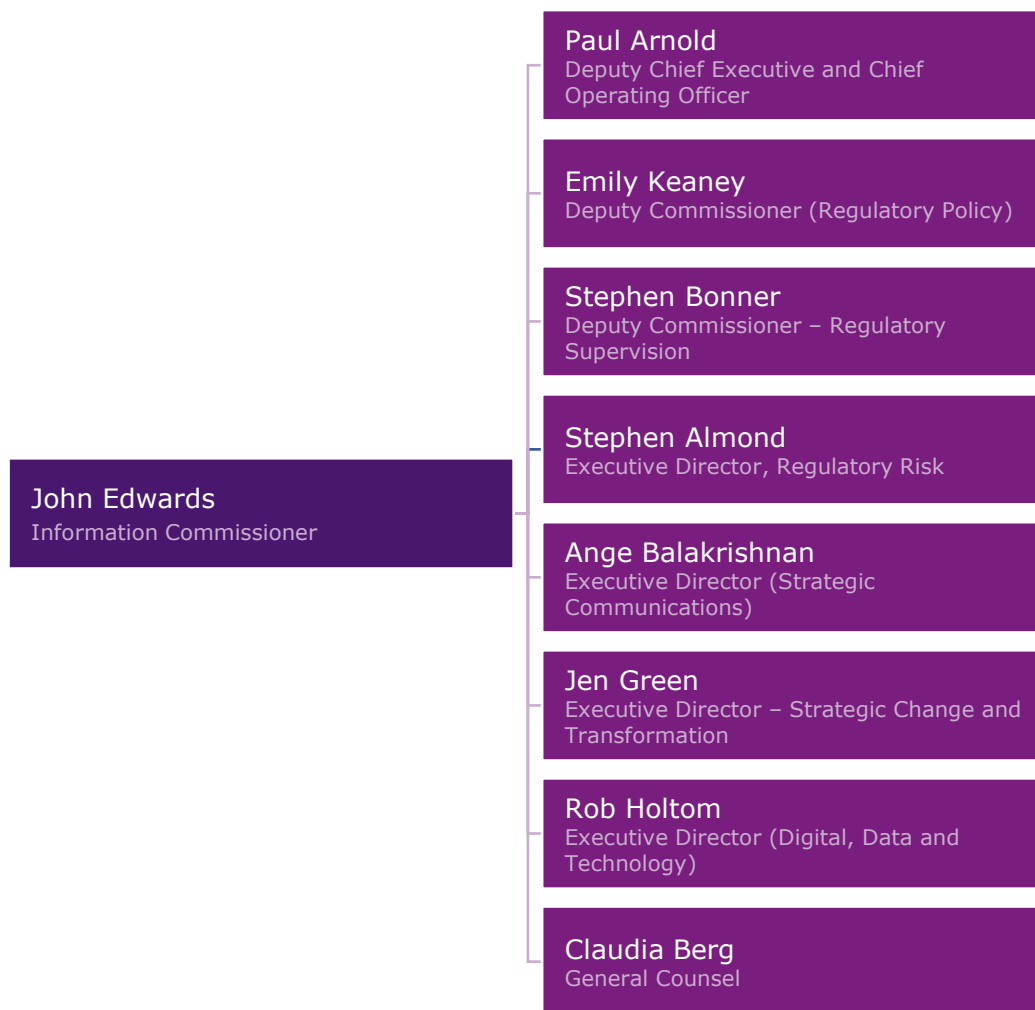 Paul Arnold
Deputy Chief Executive and Chief
Operating Officer
Emily Keaney
Deputy Commissioner (Regulatory Policy)
Stephen Bonner
Deputy Commissioner – Regulatory
Supervision
Stephen Almond
Executive Director, Regulatory Risk
John Edwards
Information Commissioner
Ange Balakrishnan
Executive Director (Strategic
Communications)
Jen Green
Executive Director – Strategic Change and
Transformation
Rob Holtom
Executive Director (Digital, Data and
Technology)
Claudia Berg
General Counsel